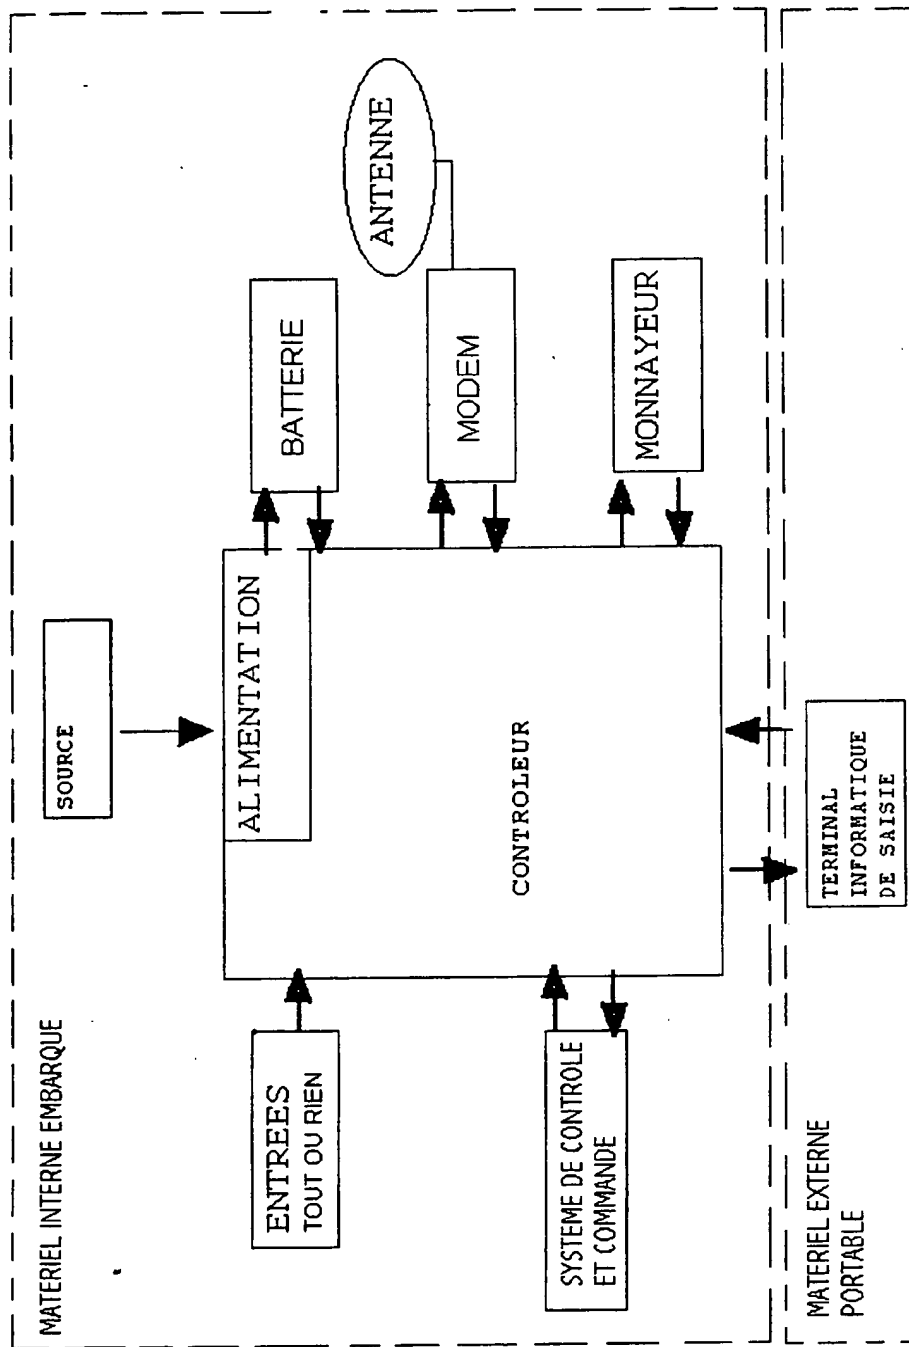 MATERIEL INTERNE EMBARQUE
SOURCE
ENTREES
TOUT OU RIEN
ALIMENTATION
BATTERIE
ANTENNE
MODEM
CONTROLEUR
SYSTEME DE CONTROLE
ET COMMANDE
MONNAYEUR
MATERIEL EXTERNE
PORTABLE
TERMINAL
INFORMATIQUE
DE SAISIE